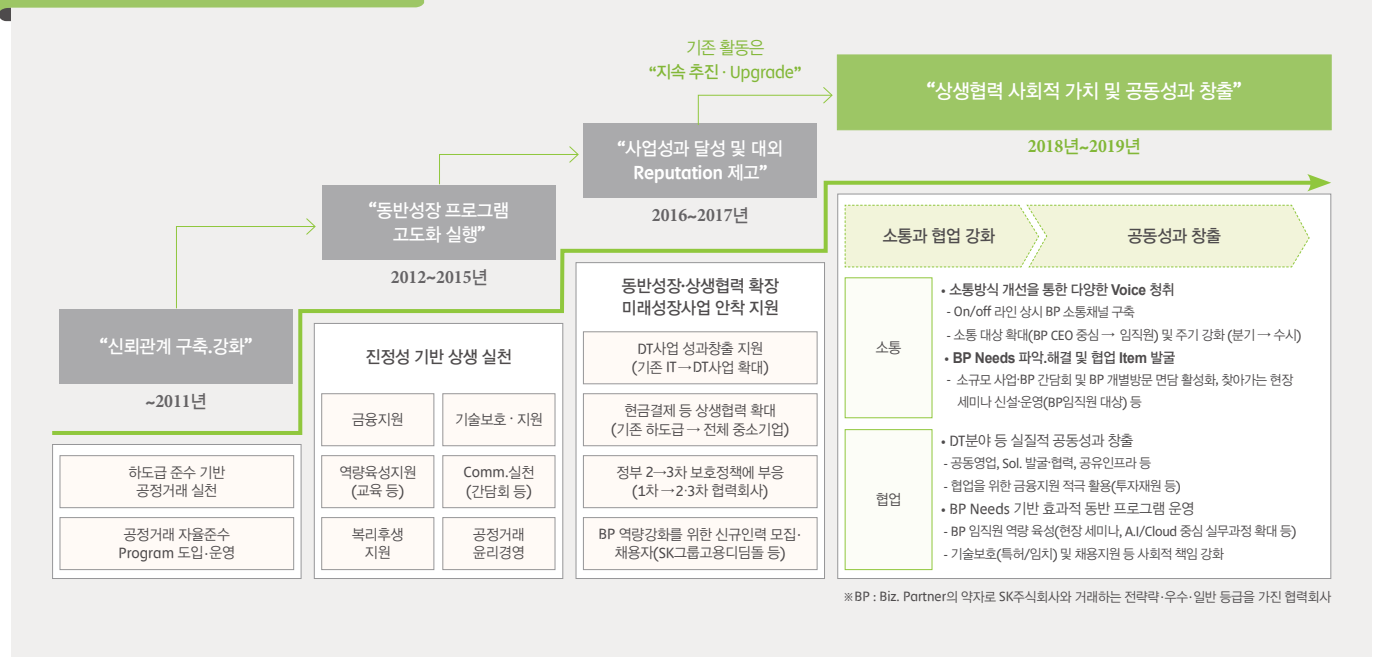 기존 활동은
“지속 추진 · Upgrade”
“상생협력 사회적 가치 및 공동성과 창출”
2018년~2019년
“사업성과 달성 및 대외
Reputation 제고”
2016~2017년
“동반성장 프로그램
고도화 실행”
2012~2015년
“신뢰관계 구축.강화”
~2011년
하도급 준수 기반
공정거래 실천
공정거래 자율준수
Program 도입·운영
진정성 기반 상생 실천
금융지원
기술보호 · 지원
역량육성지원
(교육 등)
Comm.실천
(간담회 등)
복리후생
지원
공정거래
윤리경영
동반성장·상생협력 확장
미래성장사업 안착 지원
DT사업 성과창출 지원
(기존 IT→DT사업 확대)
현금결제 등 상생협력 확대
(기존 하도급 → 전체 중소기업)
정부 2→3차 보호정책에 부응
(1차 →2·3차 협력회사)
BP 역량강화를 위한 신규인력 모집·
채용자(SK그룹고용디딤돌 등)
소통과 협업 강화
공동성과 창출
소통
• 소통방식 개선을 통한 다양한 Voice 청취
- On/off 라인 상시 BP 소통채널 구축
- 소통 대상 확대(BP CEO 중심 → 임직원) 및 주기 강화 (분기 → 수시)
• BP Needs 파악.해결 및 협업 Item 발굴
- 소규모 사업·BP 간담회 및 BP 개별방문 면담 활성화, 찾아가는 현장
세미나 신설·운영(BP임직원 대상) 등
협업
• DT분야 등 실질적 공동성과 창출
- 공동영업, Sol. 발굴·협력, 공유인프라 등
- 협업을 위한 금융지원 적극 활용(투자재원 등)
• BP Needs 기반 효과적 동반 프로그램 운영
- BP 임직원 역량 육성(현장 세미나, A.I/Cloud 중심 실무과정 확대 등)
- 기술보호(특허/임치) 및 채용지원 등 사회적 책임 강화
※BP : Biz. Partner의 약자로 SK주식회사와 거래하는 전략략·우수·일반 등급을 가진 협력회사